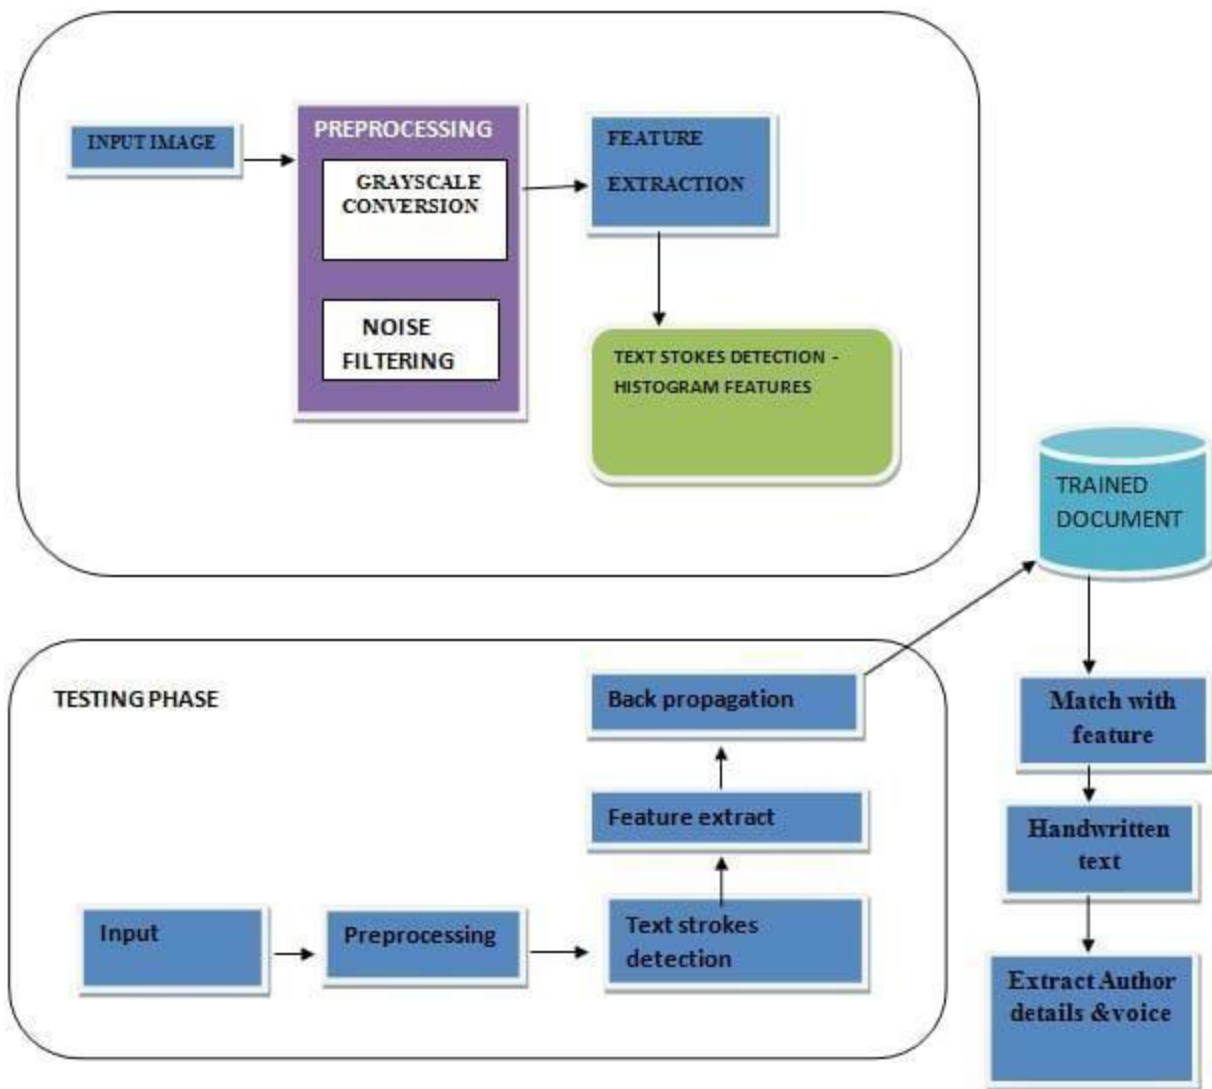 INPUT IMAGE
PREPROCESSING
GRAYSCALE
CONVERSION
NOISE
FILTERING
FEATURE
EXTRACTION
TEXT STOKES DETECTION -
HISTOGRAM FEATURES
TRAINED
DOCUMENT
TESTING PHASE
Back propagation
Feature extract
Input
Preprocessing
Text strokes
detection
Match with
feature
Handwritten
text
Extract Author
details &voice